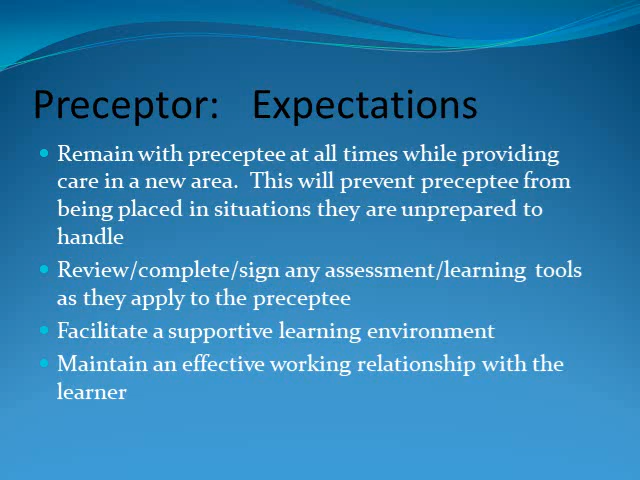 Preceptor:   Expectations
• Remain with preceptee at all times while providing
care in a new area.  This will prevent preceptee from
being placed in situations they are unprepared to
handle
• Review/complete/sign any assessment/learning  tools
as they apply to the preceptee
• Facilitate a supportive learning environment
• Maintain an effective working relationship with the
learner